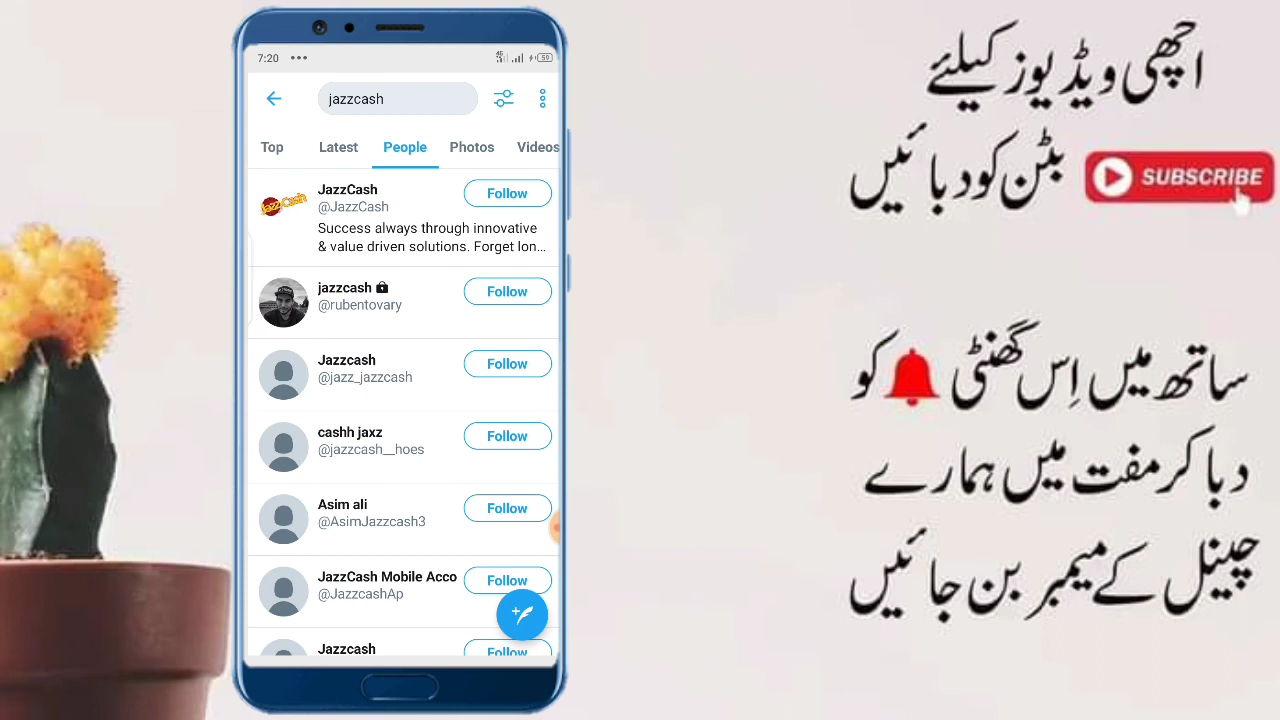 7:20 ••• 4G 59
jazzcash
Top Latest People Photos Videos
JazzCash
JazzCash Follow
@JazzCash
Success always through innovative
& value driven solutions. Forget lon...
jazzcash Follow
@rubentovary
Jazzcash Follow
@jazz_jazzcash
cashh jaxz Follow
@jazzcash__hoes
Asim ali Follow
@AsimJazzcash3
JazzCash Mobile Acco Follow
@JazzcashAp
Jazzcash Follow
اچھی ویڈیوز کیلئے
SUBSCRIBE بٹن کو دبائیں
ساتھ میں اِس گھنٹی کو
دبا کر مفت میں ہمارے
چینل کے میمبر بن جائیں